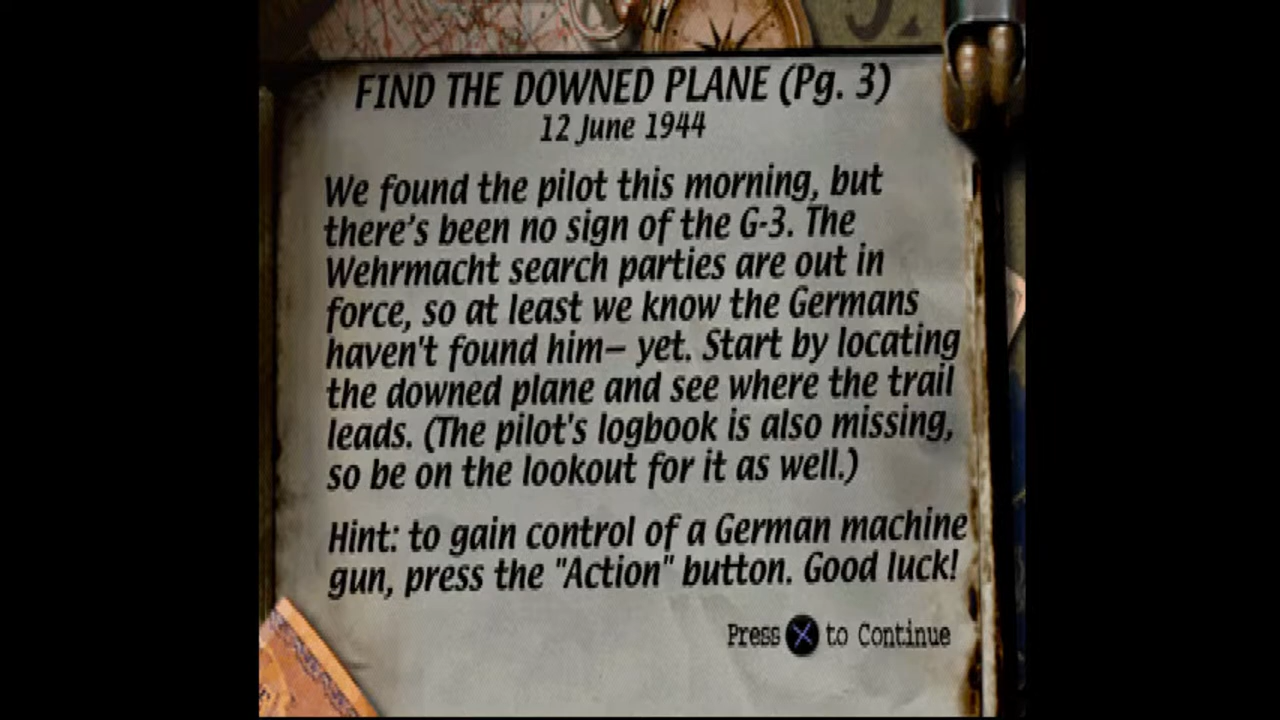 FIND THE DOWNED PLANE (Pg. 3)
12 June 1944
We found the pilot this morning, but
there's been no sign of the G-3. The
Wehrmacht search parties are out in
force, so at least we know the Germans
haven't found him– yet. Start by locating
the downed plane and see where the trail
leads. (The pilot's logbook is also missing,
so be on the lookout for it as well.)
Hint: to gain control of a German machine
gun, press the "Action" button. Good luck!
Press X to Continue